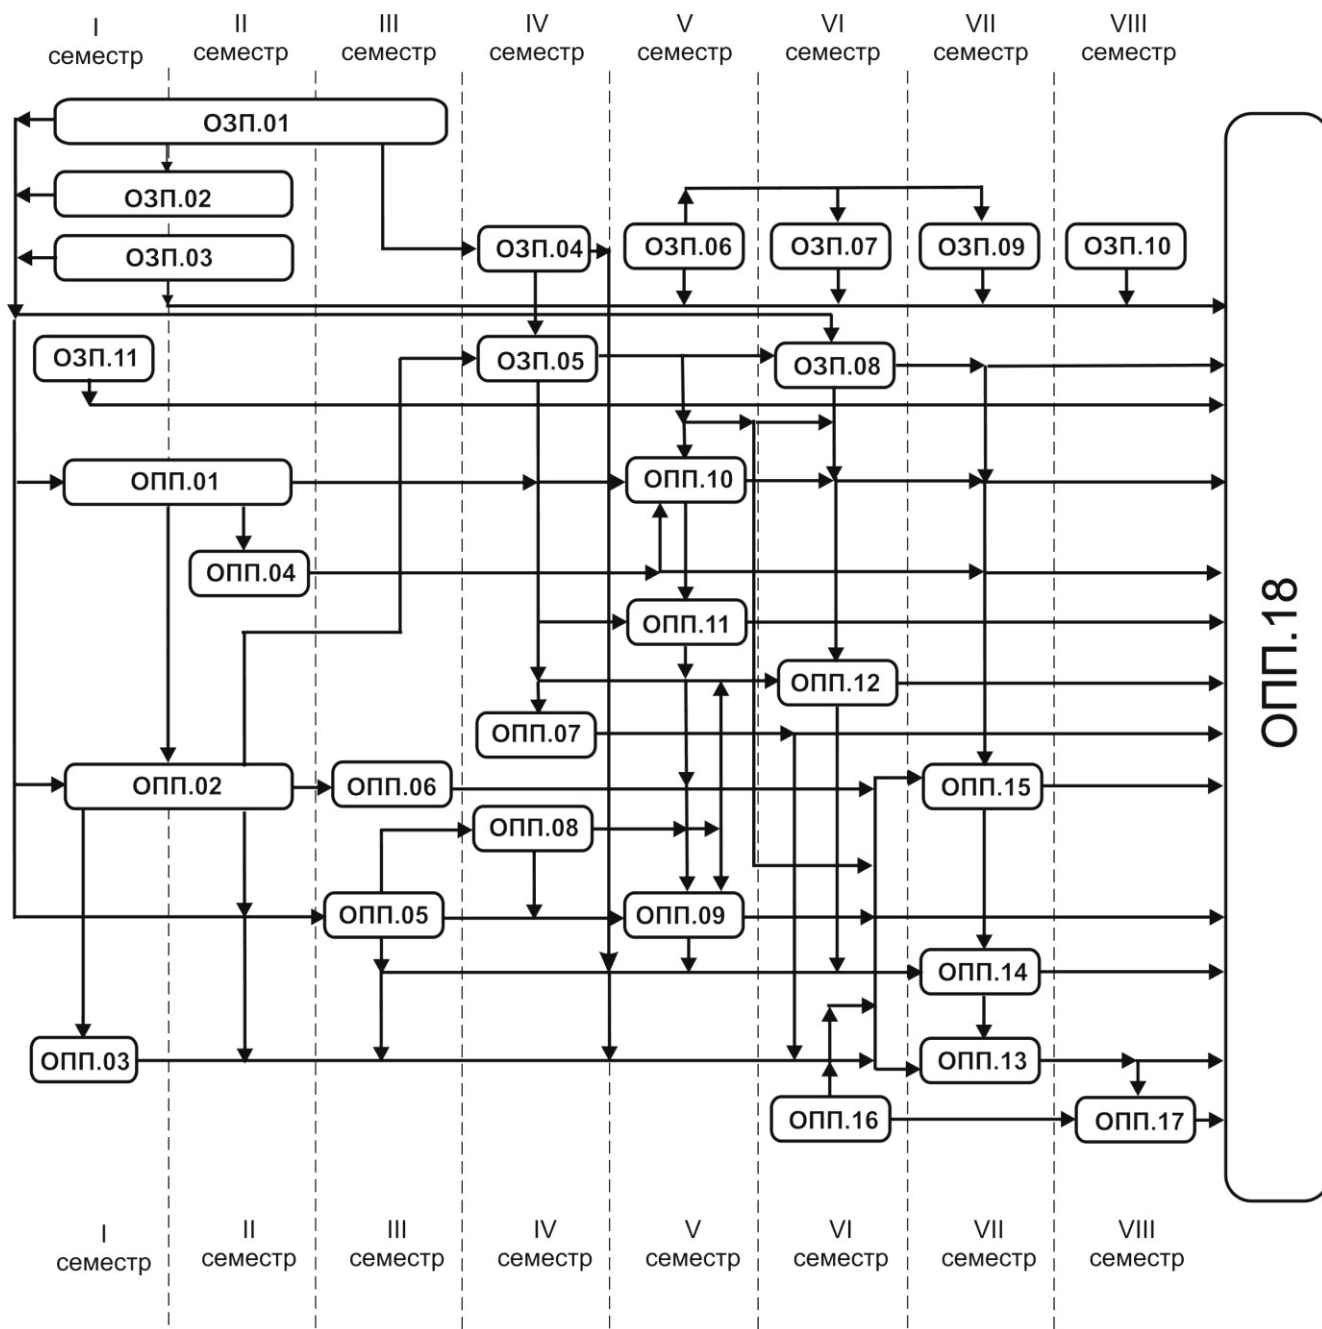 I
семестр
II
семестр
III
семестр
IV
семестр
V
семестр
VI
семестр
VII
семестр
VIII
семестр
ОЗП.01
ОЗП.02
ОЗП.03
ОЗП.04
ОЗП.06
ОЗП.07
ОЗП.09
ОЗП.10
ОЗП.11
ОЗП.05
ОЗП.08
ОПП.01
ОПП.10
ОПП.04
ОПП.11
ОПП.12
ОПП.07
ОПП.02
ОПП.06
ОПП.15
ОПП.08
ОПП.05
ОПП.09
ОПП.14
ОПП.03
ОПП.13
ОПП.16
ОПП.17
ОПП.18
I
семестр
II
семестр
III
семестр
IV
семестр
V
семестр
VI
семестр
VII
семестр
VIII
семестр